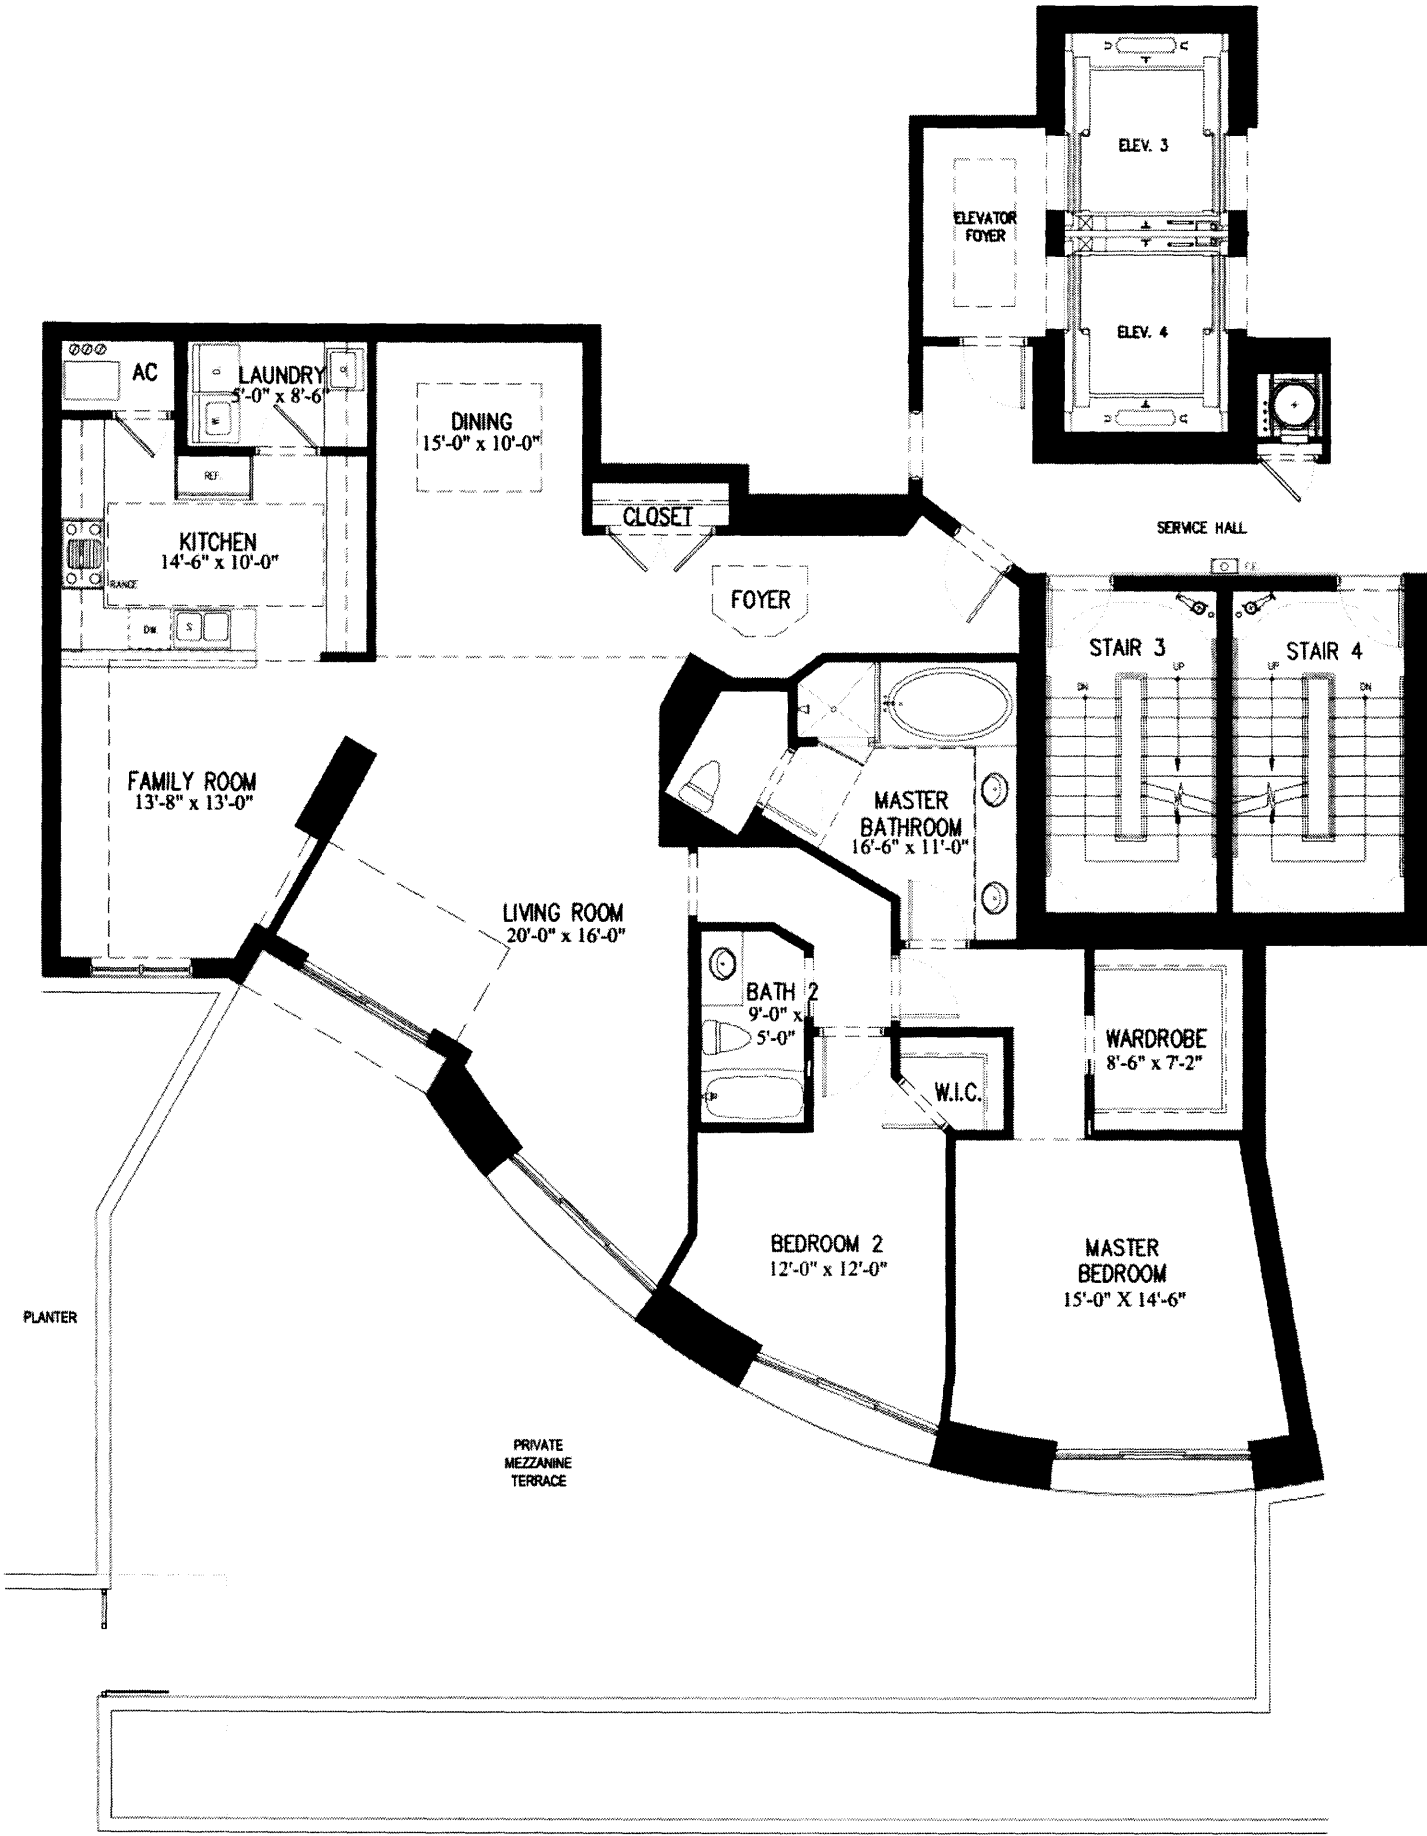 ELEV. 3
ELEVATOR
FOYER
ELEV. 4
AC
D
LAUNDRY
5'-0" x 8'-6"
W
DINING
15'-0" x 10'-0"
REF.
CLOSET
KITCHEN
14'-6" x 10'-0"
RANGE
DW
S
FOYER
SERVICE HALL
F.E.
STAIR 3
STAIR 4
UP
UP
DN
DN
FAMILY ROOM
13'-8" x 13'-0"
MASTER
BATHROOM
16'-6" x 11'-0"
LIVING ROOM
20'-0" x 16'-0"
BATH 2
9'-0" x
5'-0"
WARDROBE
8'-6" x 7'-2"
W.I.C.
BEDROOM 2
12'-0" x 12'-0"
MASTER
BEDROOM
15'-0" X 14'-6"
PLANTER
PRIVATE
MEZZANINE
TERRACE